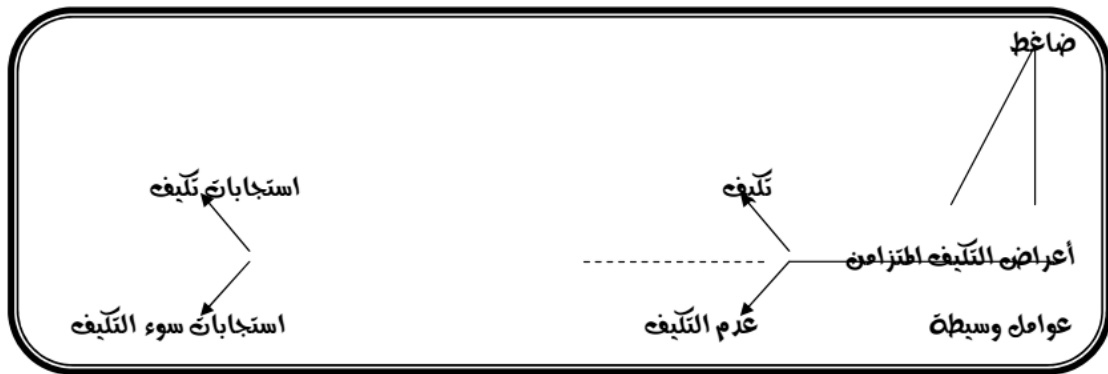 ضاغط
تكيف استجابات تكيف
أعراض التكيف المتزامن
عوامل وسيطة عدم التكيف استجابات سوء التكيف